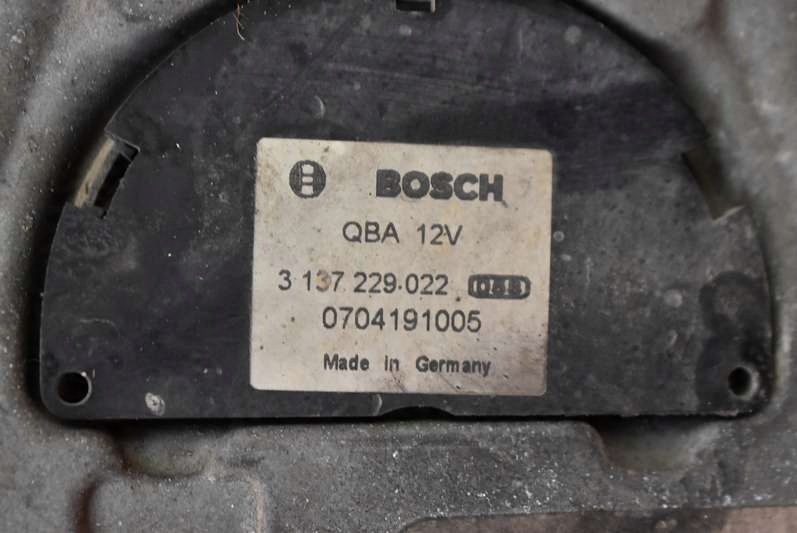 BOSCH
QBA 12V
3 137 229.022
0704191005
Made in Germany